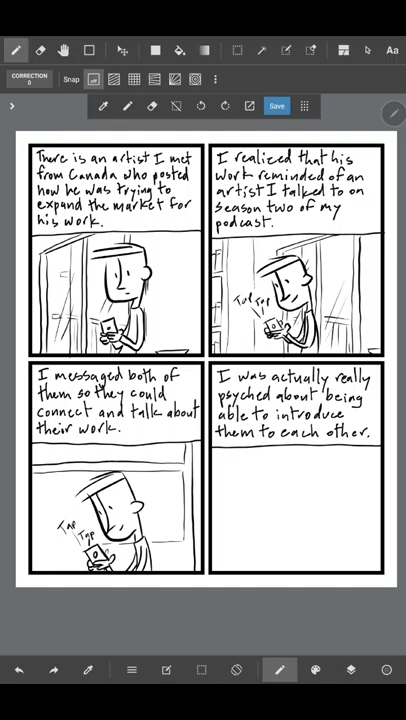 Aa
CORRECTION
0
Snap
off
Save
There is an artist I met
from Canada who posted
how he was trying to
expand the market for
his work.
I realized that his
work reminded of an
artist I talked to on
season two of my
podcast.
Tap
Tap
I messaged both of
them so they could
connect and talk about
their work.
Tap
Tap
I was actually really
psyched about being
able to introduce
them to each other.